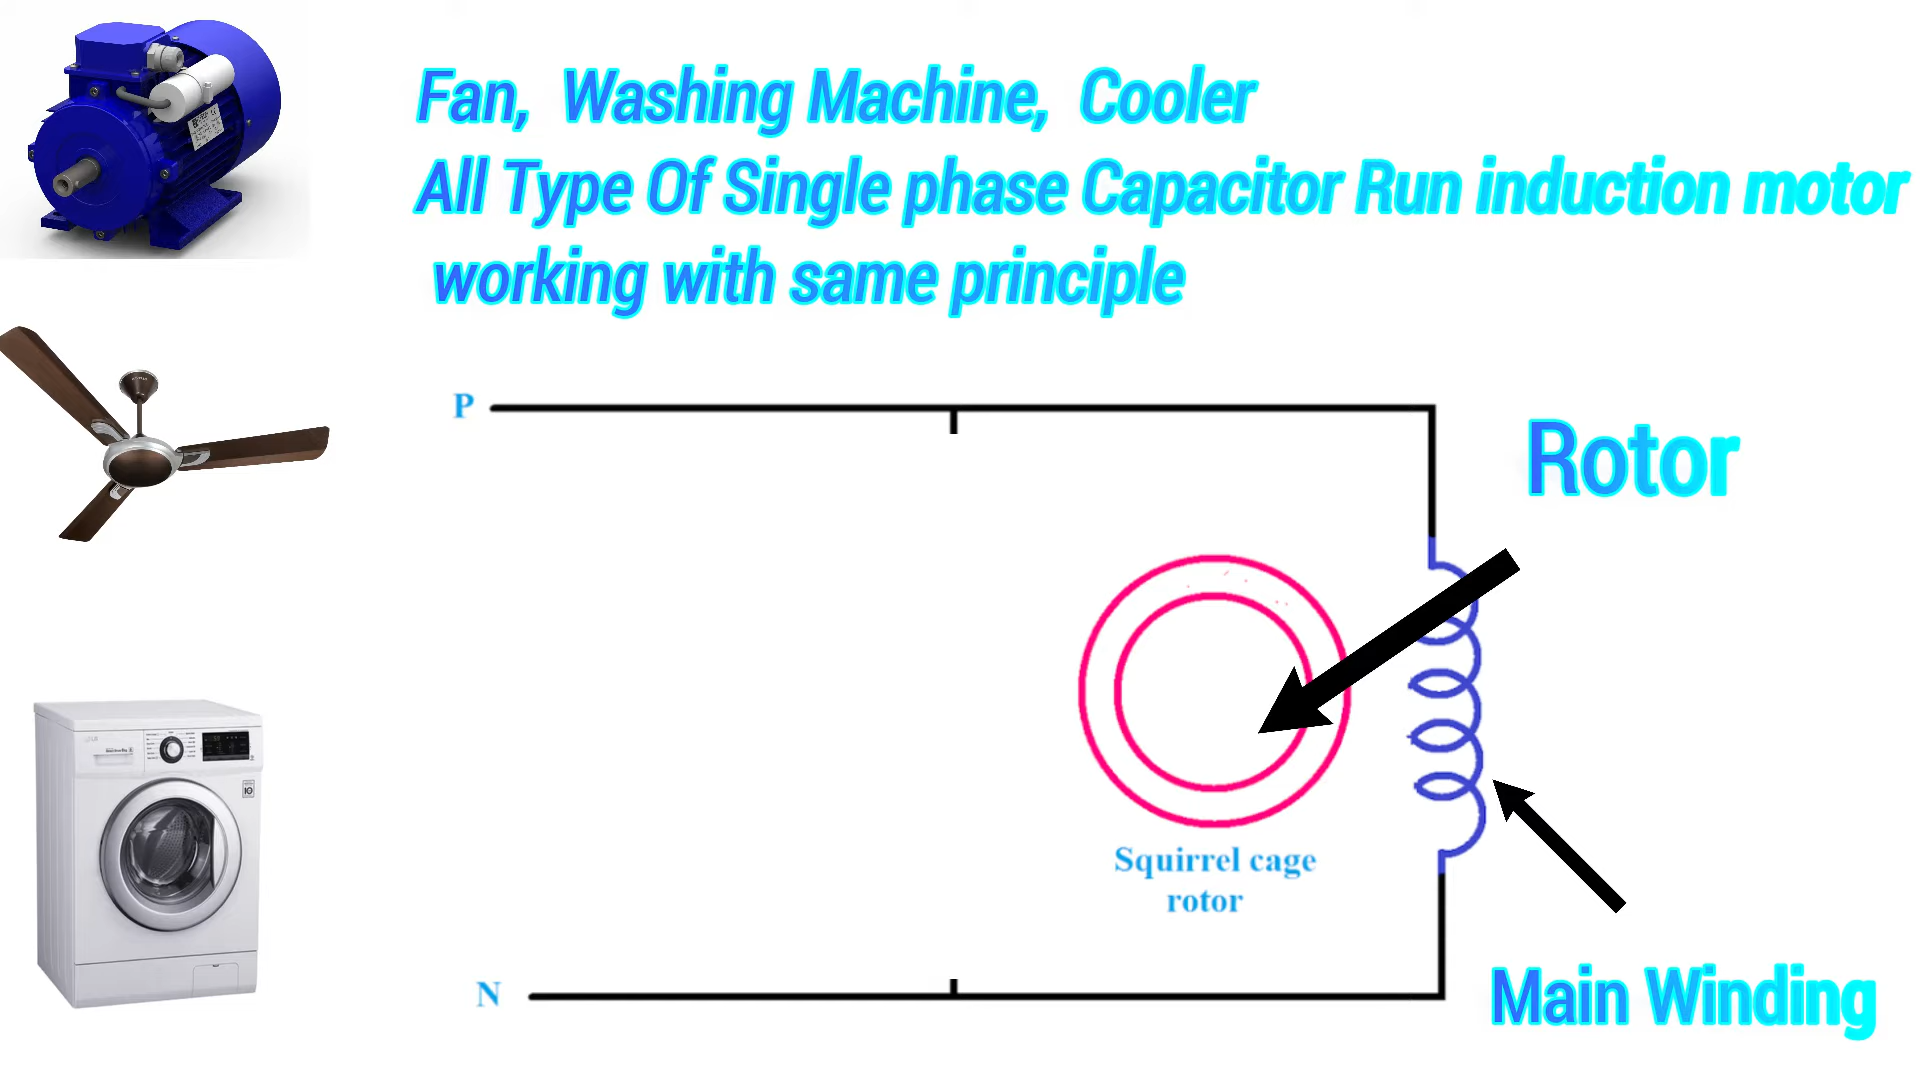 Fan, Washing Machine, Cooler
All Type Of Single phase Capacitor Run induction motor
working with same principle
P
Rotor
Squirrel cage
rotor
N
Main Winding